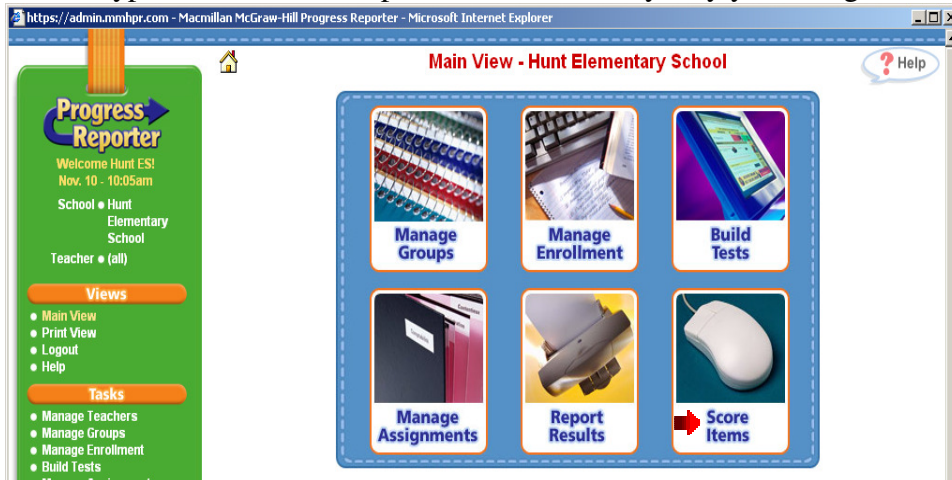 https://admin.mmhpr.com - Macmillan McGraw-Hill Progress Reporter - Microsoft Internet Explorer
Main View - Hunt Elementary School
? Help
Progress
Reporter
Welcome Hunt ES!
Nov. 10 - 10:05am
School • Hunt
Elementary
School
Teacher • (all)
Views
• Main View
• Print View
• Logout
• Help
Tasks
• Manage Teachers
• Manage Groups
• Manage Enrollment
• Build Tests
Manage
Groups
Manage
Enrollment
Build
Tests
Manage
Assignments
Report
Results
Score
Items